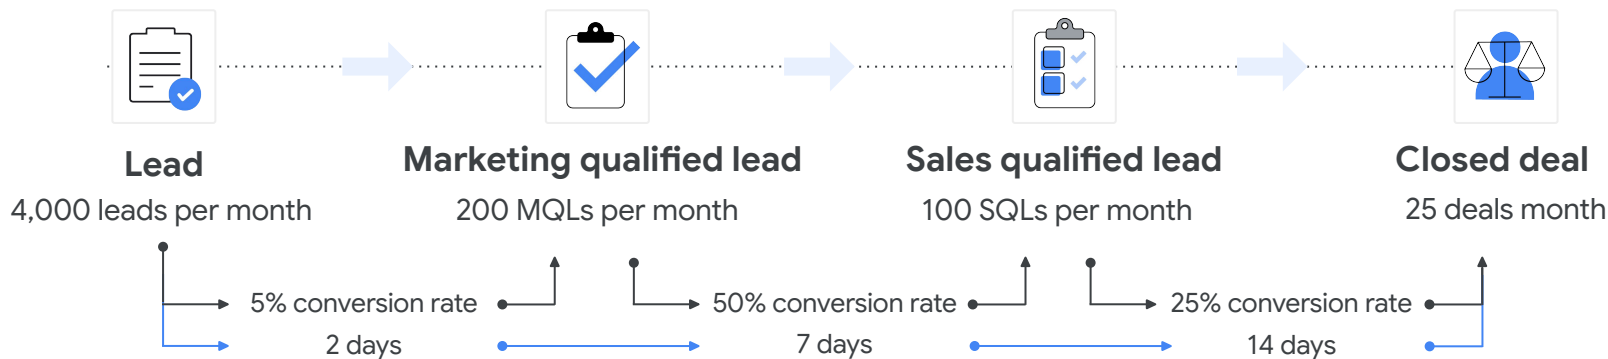 Lead
4,000 leads per month
Marketing qualified lead
200 MQLs per month
Sales qualified lead
100 SQLs per month
Closed deal
25 deals month
5% conversion rate
2 days
50% conversion rate
7 days
25% conversion rate
14 days